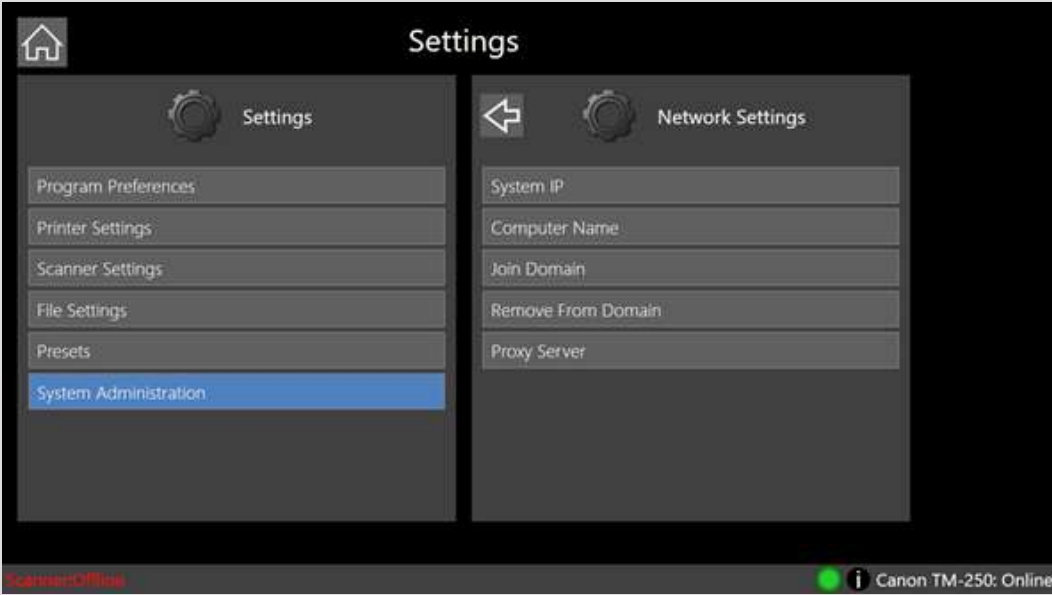 Settings
Settings
Program Preferences
Printer Settings
Scanner Settings
File Settings
Presets
System Administration
Network Settings
System IP
Computer Name
Join Domain
Remove From Domain
Proxy Server
Scanner:Offline
i Canon TM-250: Online